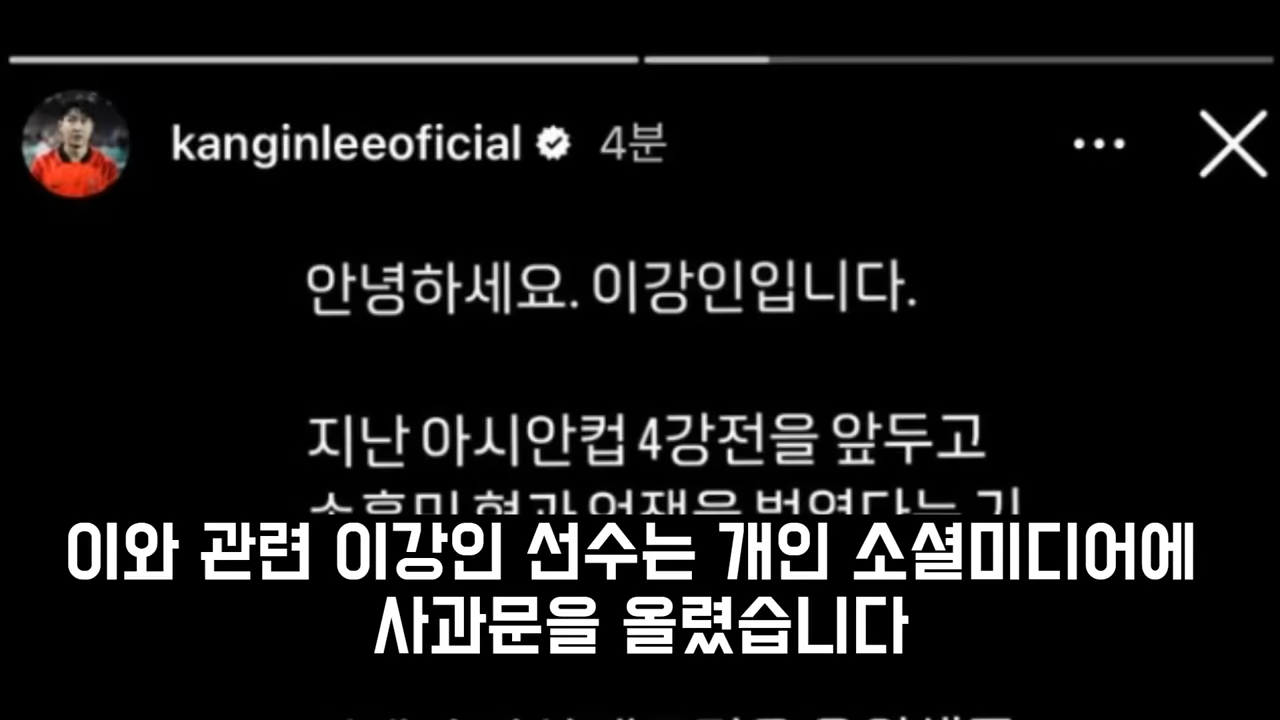 kanginleeoficial 4분
안녕하세요. 이강인입니다.
지난 아시안컵 4강전을 앞두고
이와 관련 이강인 선수는 개인 소셜미디어에
사과문을 올렸습니다